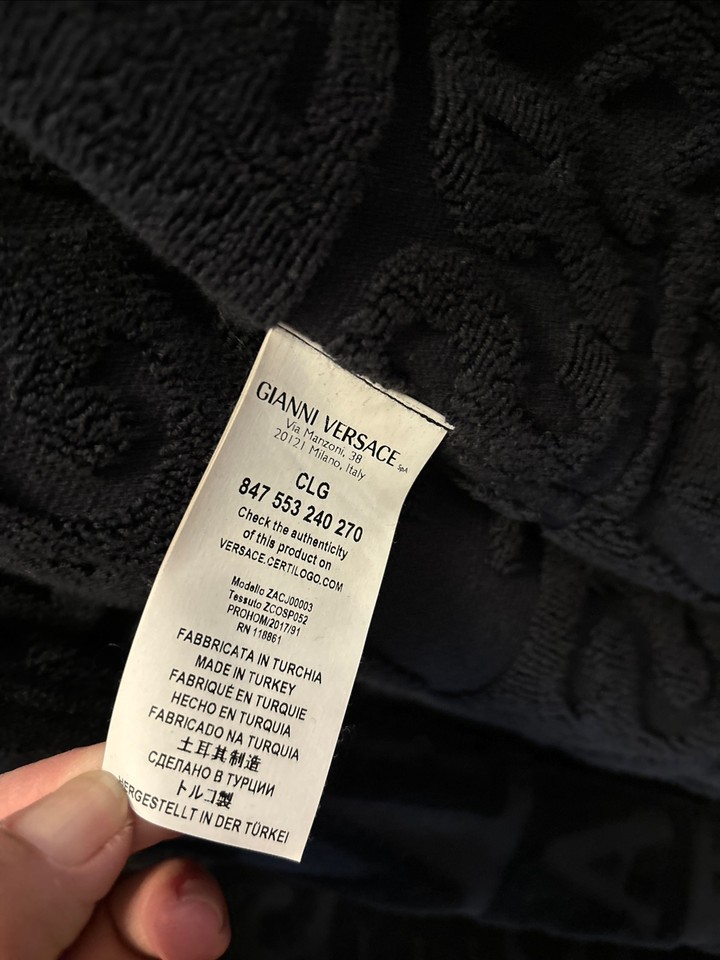 GIANNI VERSACE SpA
Via Manzoni, 38
20121 Milano, Italy
CLG
847 553 240 270
Check the authenticity
of this product on
VERSACE.CERTILOGO.COM
Modello ZACJ00003
Tessuto ZCOSP052
PROHOM/2017/91
RN 118861
FABBRICATA IN TURCHIA
MADE IN TURKEY
FABRIQUÉ EN TURQUIE
HECHO EN TURQUIA
FABRICADO NA TURQUIA
土耳其制造
СДЕЛАНО В ТУРЦИИ
トルコ製
HERGESTELLT IN DER TÜRKEI